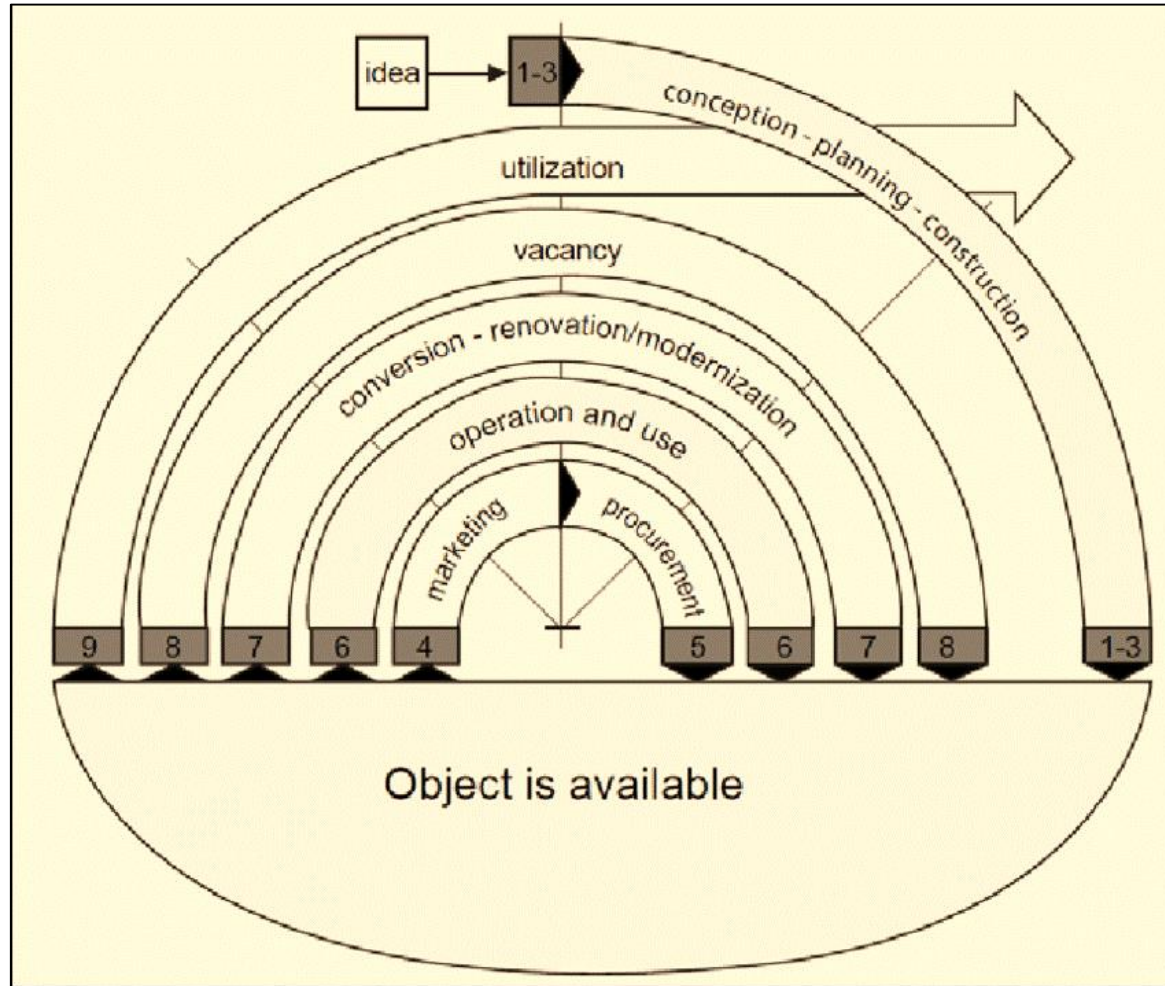 idea
1-3
conception - planning - construction
utilization
vacancy
conversion - renovation/modernization
operation and use
marketing
procurement
9
8
7
6
4
5
6
7
8
1-3
Object is available